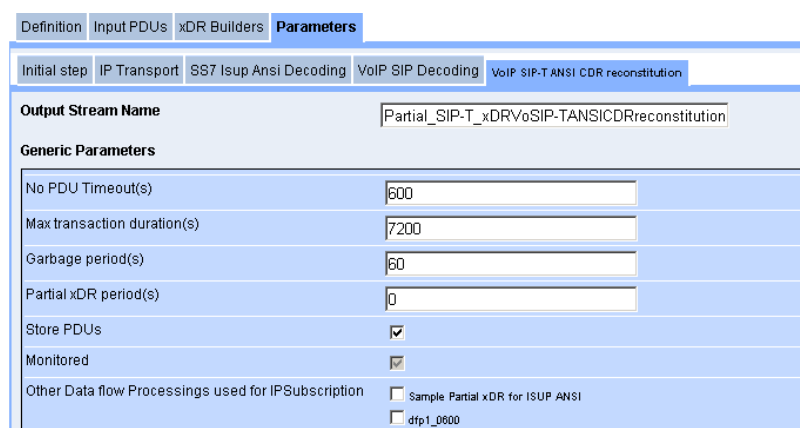 Definition Input PDUs xDR Builders Parameters
Initial step IP Transport SS7 Isup Ansi Decoding VoIP SIP Decoding VoIP SIP-T ANSI CDR reconstitution
Output Stream Name Partial_SIP-T_xDRVoSIP-TANSICDRreconstitution
Generic Parameters
No PDU Timeout(s) 600
Max transaction duration(s) 7200
Garbage period(s) 60
Partial xDR period(s) 0
Store PDUs
Monitored
Other Data flow Processings used for IPSubscription Sample Partial xDR for ISUP ANSI
dfp1_0600